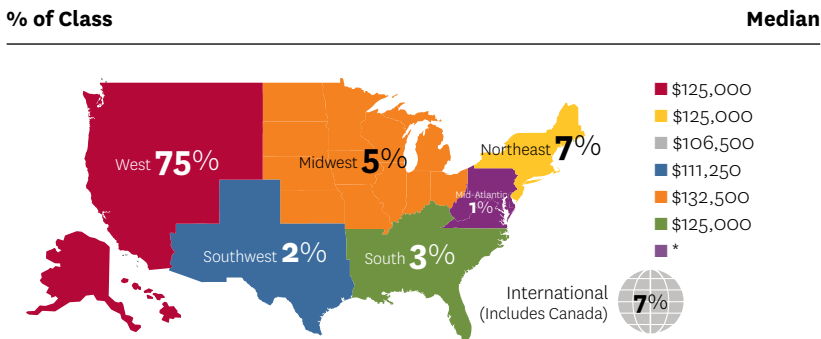 % of Class Median
West 75%
Midwest 5%
Northeast 7%
Mid-Atlantic
1%
Southwest 2%
South 3%
International
(Includes Canada)
7%
$125,000
$125,000
$106,500
$111,250
$132,500
$125,000
*